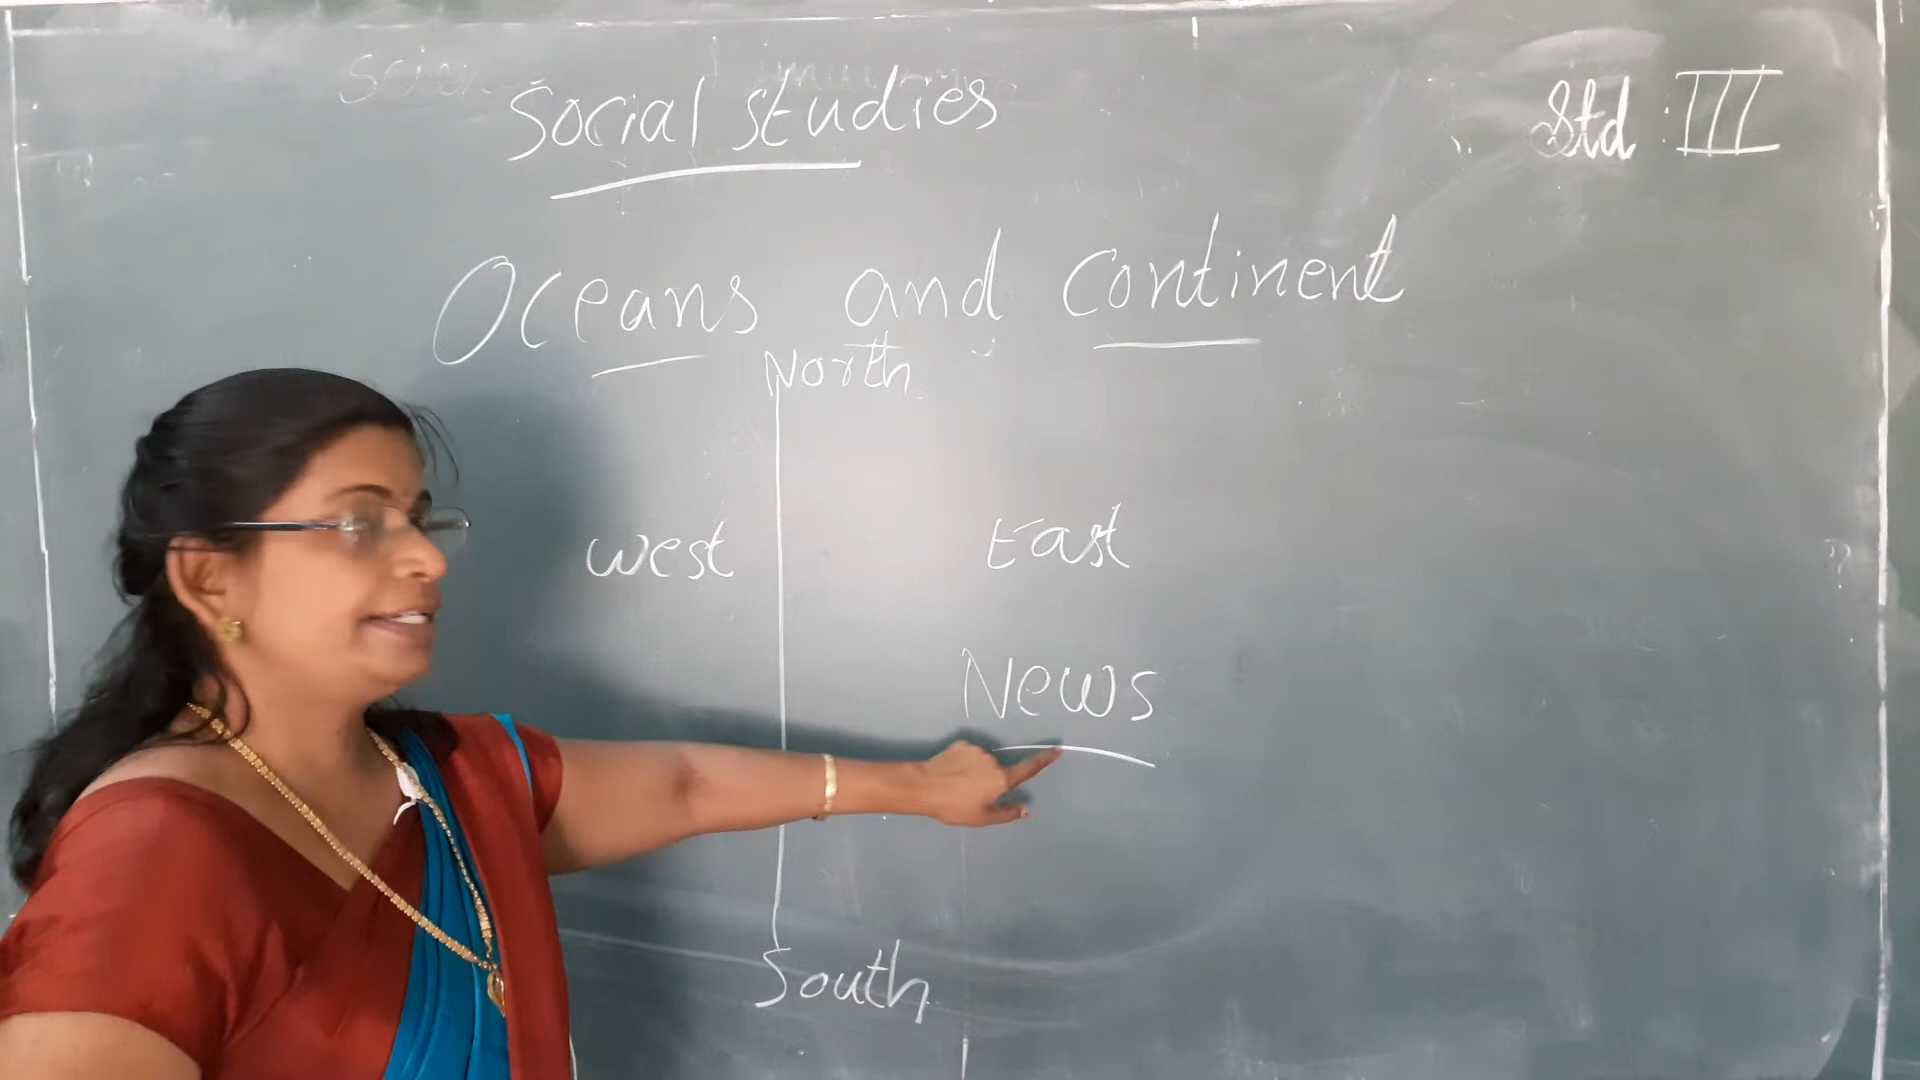 Social studies
Std : III
Oceans and continent
North
west
East
News
South